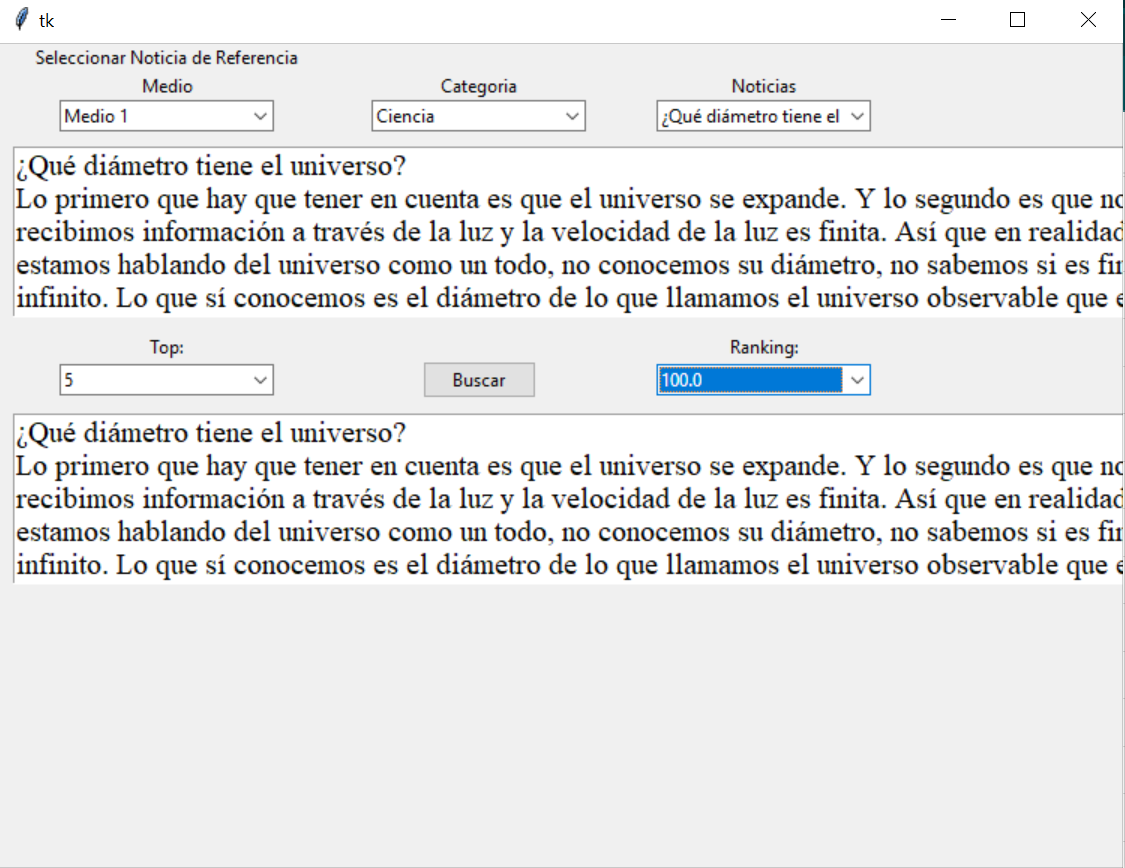 tk
Seleccionar Noticia de Referencia
Medio Categoria Noticias
Medio 1 Ciencia ¿Qué diámetro tiene el
¿Qué diámetro tiene el universo?
Lo primero que hay que tener en cuenta es que el universo se expande. Y lo segundo es que
recibimos información a través de la luz y la velocidad de la luz es finita. Así que en realidad
estamos hablando del universo como un todo, no conocemos su diámetro, no sabemos si es
infinito. Lo que sí conocemos es el diámetro de lo que llamamos el universo observable que
Top: Ranking:
5 Buscar 100.0
¿Qué diámetro tiene el universo?
Lo primero que hay que tener en cuenta es que el universo se expande. Y lo segundo es que
recibimos información a través de la luz y la velocidad de la luz es finita. Así que en realidad
estamos hablando del universo como un todo, no conocemos su diámetro, no sabemos si es
infinito. Lo que sí conocemos es el diámetro de lo que llamamos el universo observable que